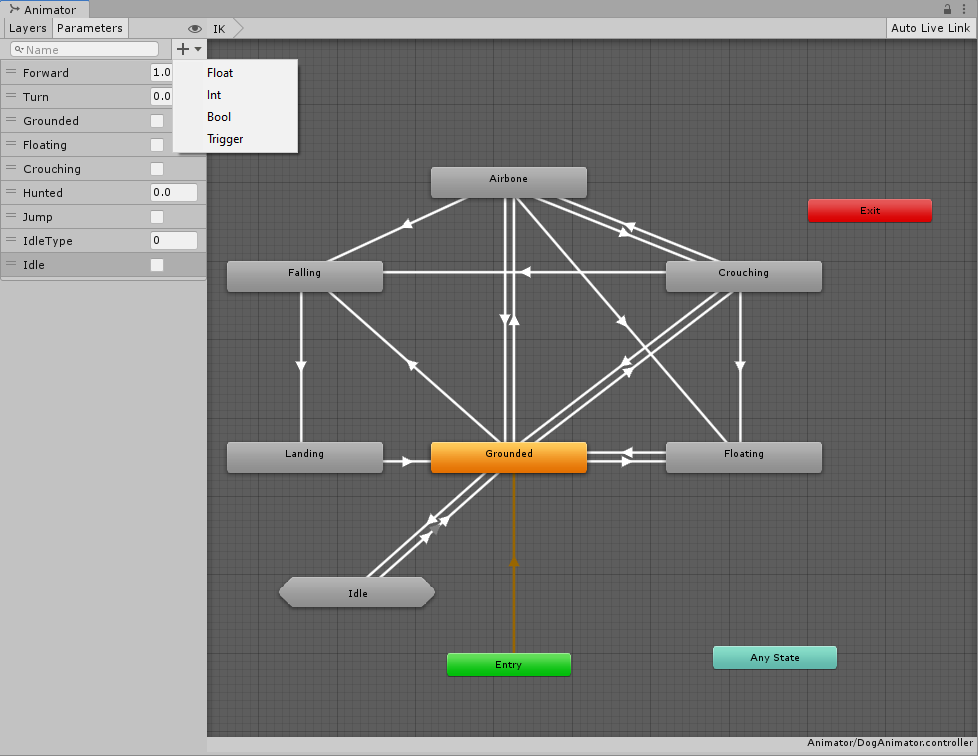 Animator
Layers Parameters IK Auto Live Link
Name
Forward 1.0
Turn 0.0
Grounded
Floating
Crouching
Hunted 0.0
Jump
IdleType 0
Idle
Float
Int
Bool
Trigger
Airbone
Exit
Falling
Crouching
Landing
Grounded
Floating
Idle
Entry
Any State
Animator/DogAnimator.controller